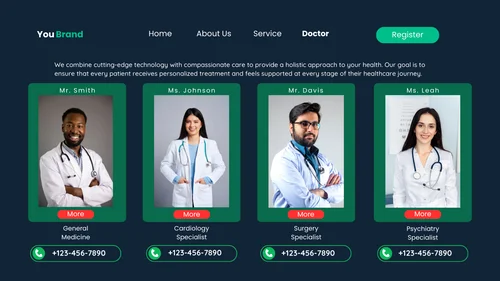 You Brand
Home
About Us
Service
Doctor
Register
We combine cutting-edge technology with compassionate care to provide a holistic approach to your health. Our goal is to
ensure that every patient receives personalized treatment and feels supported at every stage of their healthcare journey.
Mr, Smith
Ms. Johnson
Mr. Davis
Ms. Leah
More
More
More
More
General
Medicine
Cardiology
Specialist
Surgery
Specialist
Psychiatry
Specialist
+123-456-7890
+123-456-7890
+123-456-7890
+123-456-7890